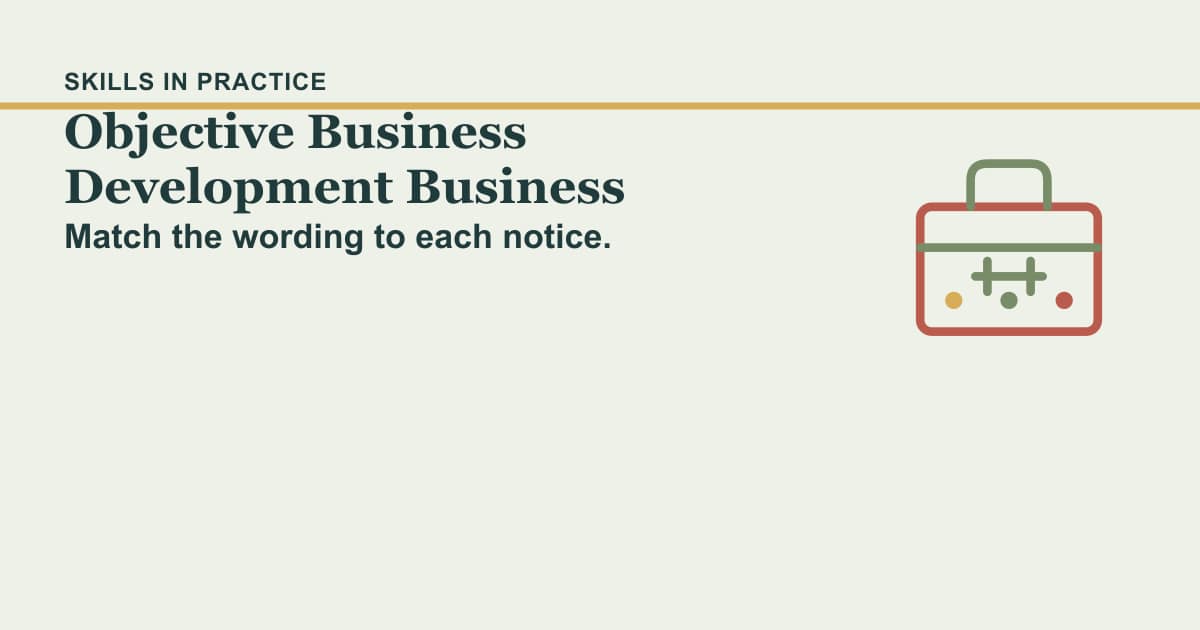 SKILLS IN PRACTICE
Objective Business
Development Business
Match the wording to each notice.